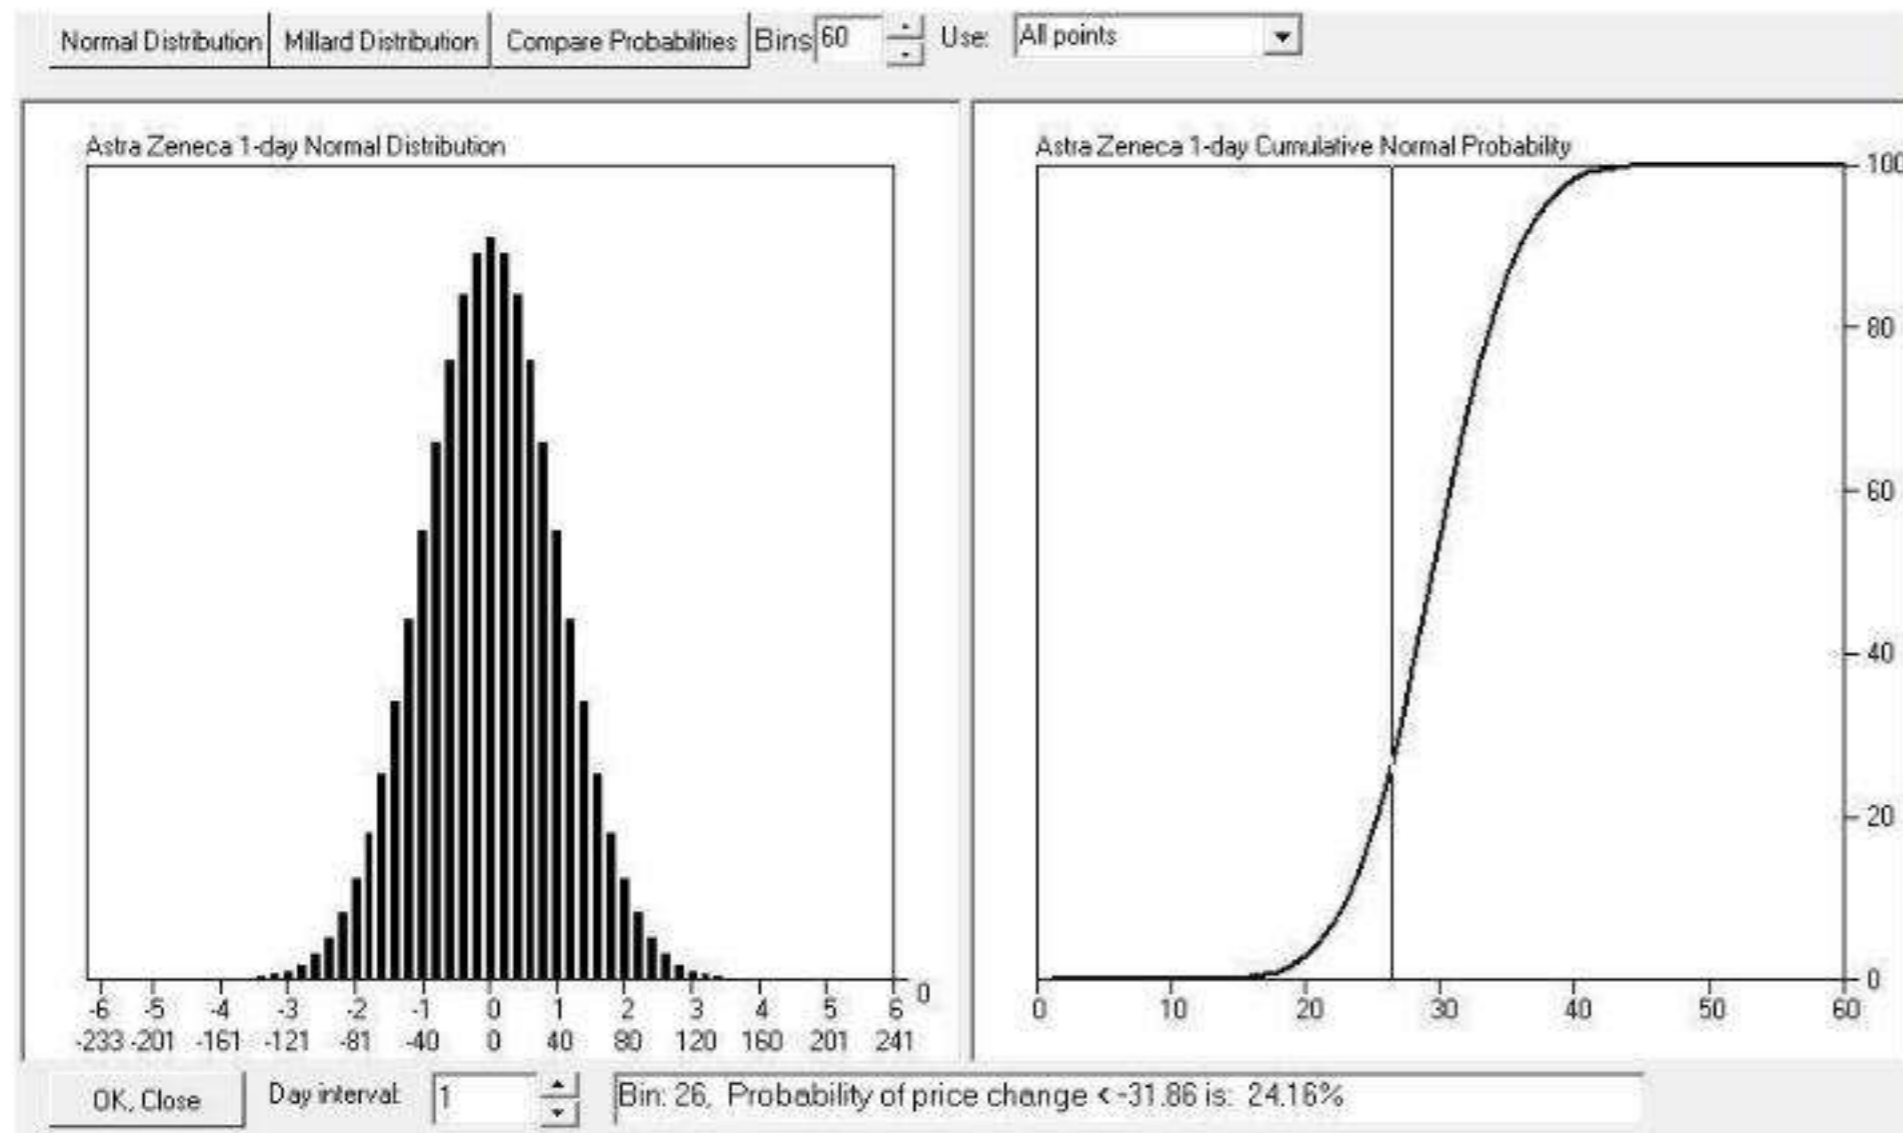 Normal Distribution Millard Distribution Compare Probabilities Bins 60 Use: All points
Astra Zeneca 1-day Normal Distribution
-6 -5 -4 -3 -2 -1 0 1 2 3 4 5 6 0
-233 -201 -161 -121 -81 -40 0 40 80 120 160 201 241
Astra Zeneca 1-day Cumulative Normal Probability
100
80
60
40
20
0
0 10 20 30 40 50 60
OK, Close Day interval: 1 Bin: 26, Probability of price change <-31.86 is: 24.16%